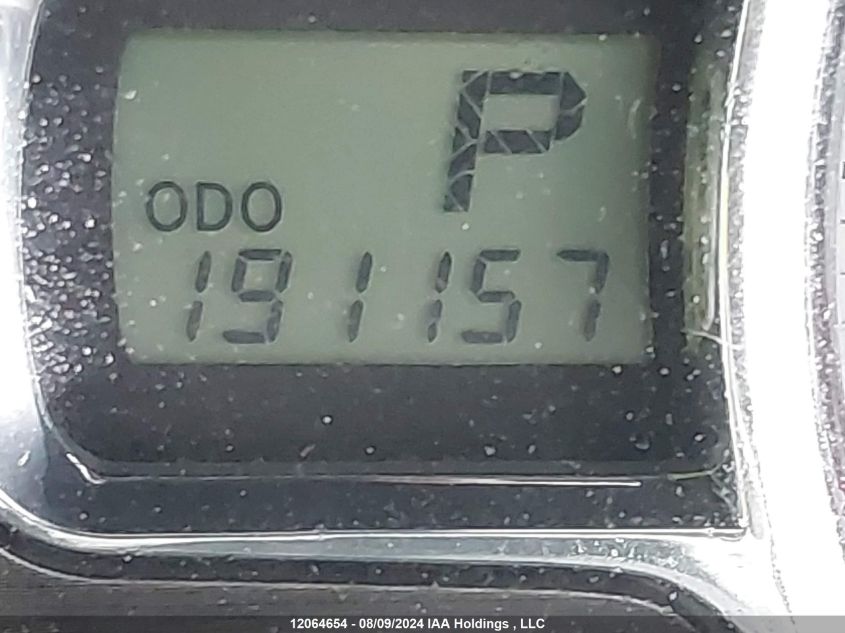 P
ODO
191157
12064654 - 08/09/2024 IAA Holdings , LLC